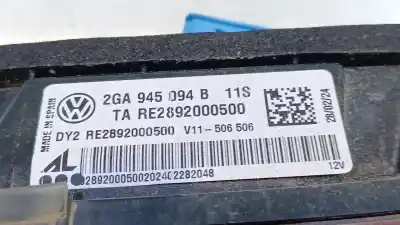 2GA 945 094 B 11S
TA RE2892000500
DY2 RE2892000500 V11-506 506
MADE IN SPAIN
28/02/24
AL
12V
2892000500202402282048